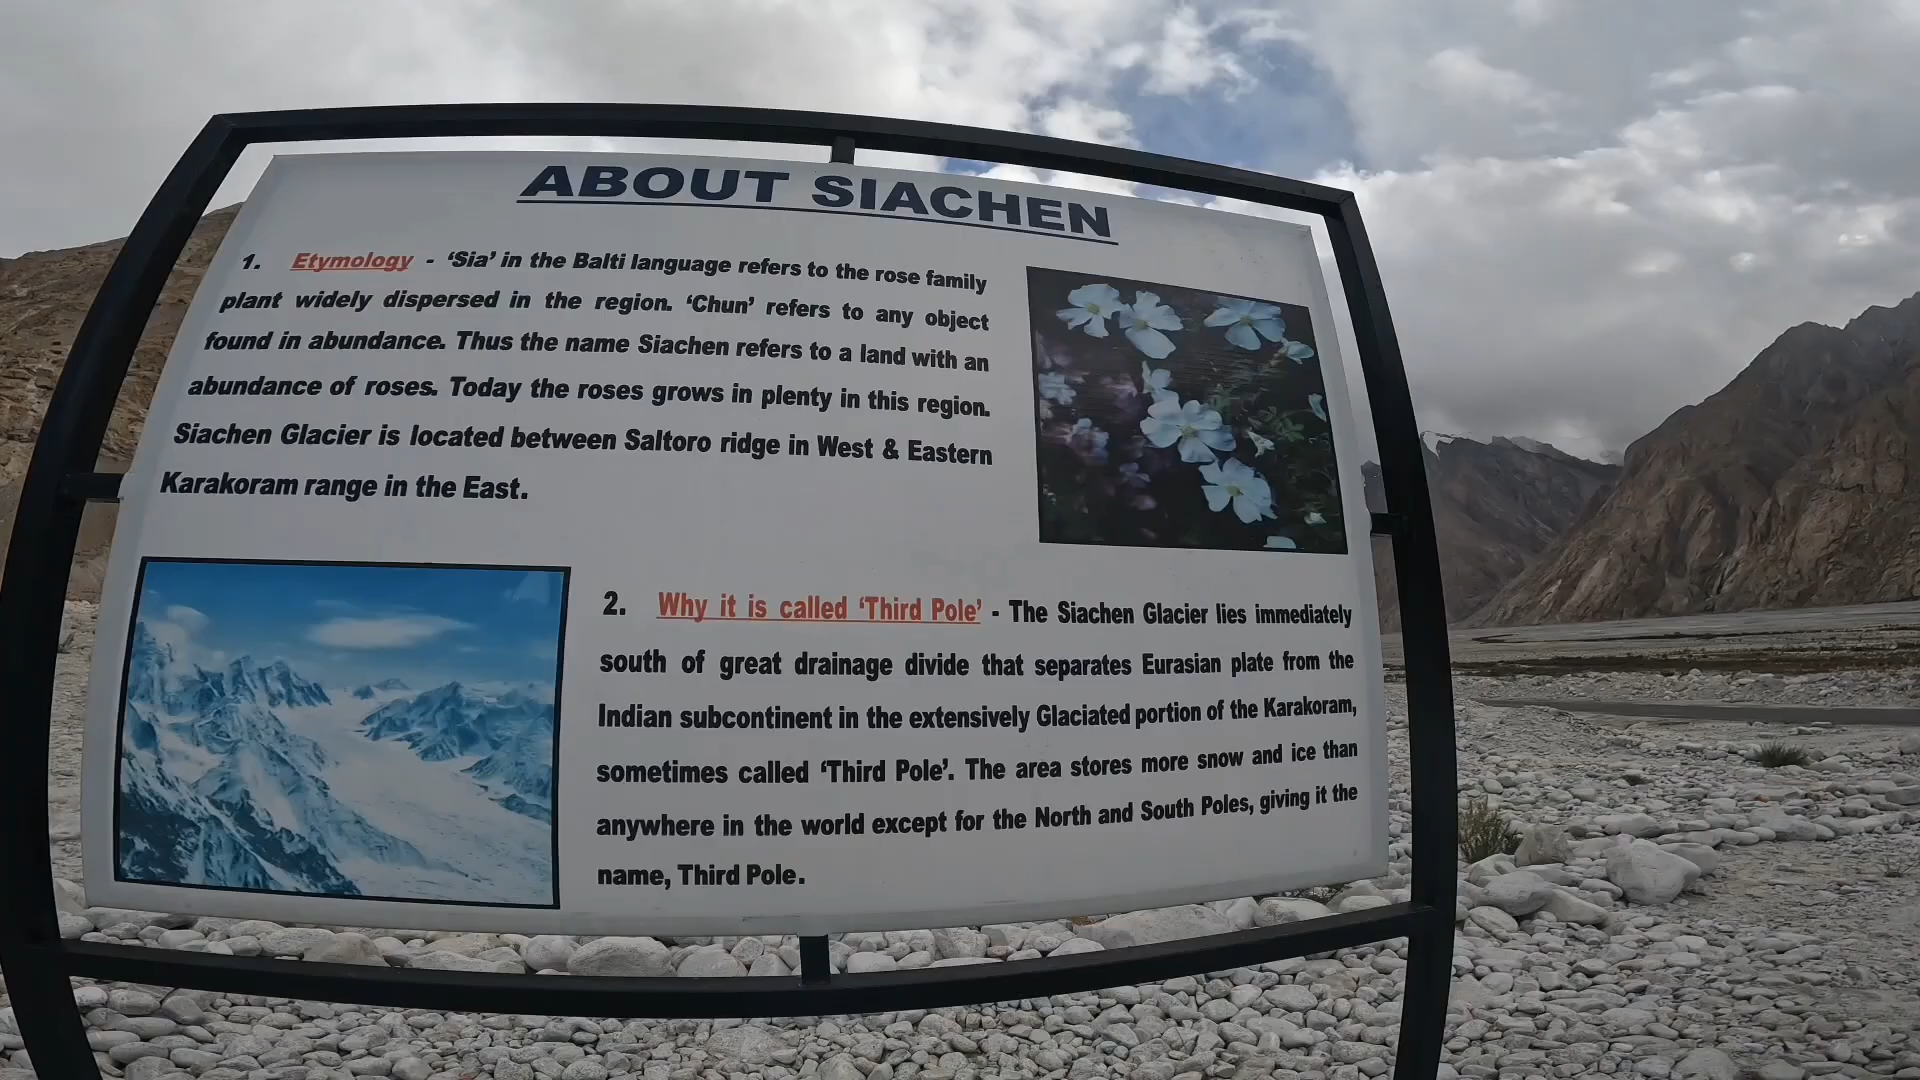 ABOUT SIACHEN
1. Etymology - ‘Sia’ in the Balti language refers to the rose family
plant widely dispersed in the region. ‘Chun’ refers to any object
found in abundance. Thus the name Siachen refers to a land with an
abundance of roses. Today the roses grows in plenty in this region.
Siachen Glacier is located between Saltoro ridge in West & Eastern
Karakoram range in the East.
2. Why it is called ‘Third Pole’ - The Siachen Glacier lies immediately
south of great drainage divide that separates Eurasian plate from the
Indian subcontinent in the extensively Glaciated portion of the Karakoram,
sometimes called ‘Third Pole’. The area stores more snow and ice than
anywhere in the world except for the North and South Poles, giving it the
name, Third Pole.